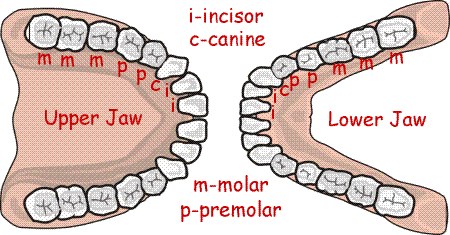 i-incisor
c-canine
m m m p p c i i
i c p p m m m
i
Upper Jaw
Lower Jaw
m-molar
p-premolar